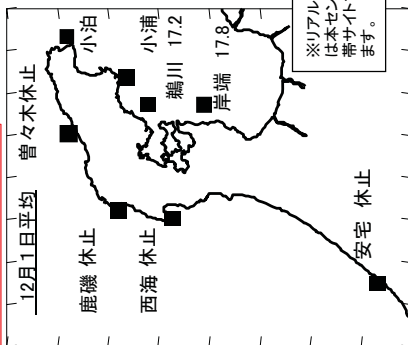 12月1日平均
曽々木休止
小泊
鹿磯 休止
小浦
西海 休止
鵜川 17.2
岸端 17.8
安宅 休止
※リアル
は本セン
帯サイト
ます。